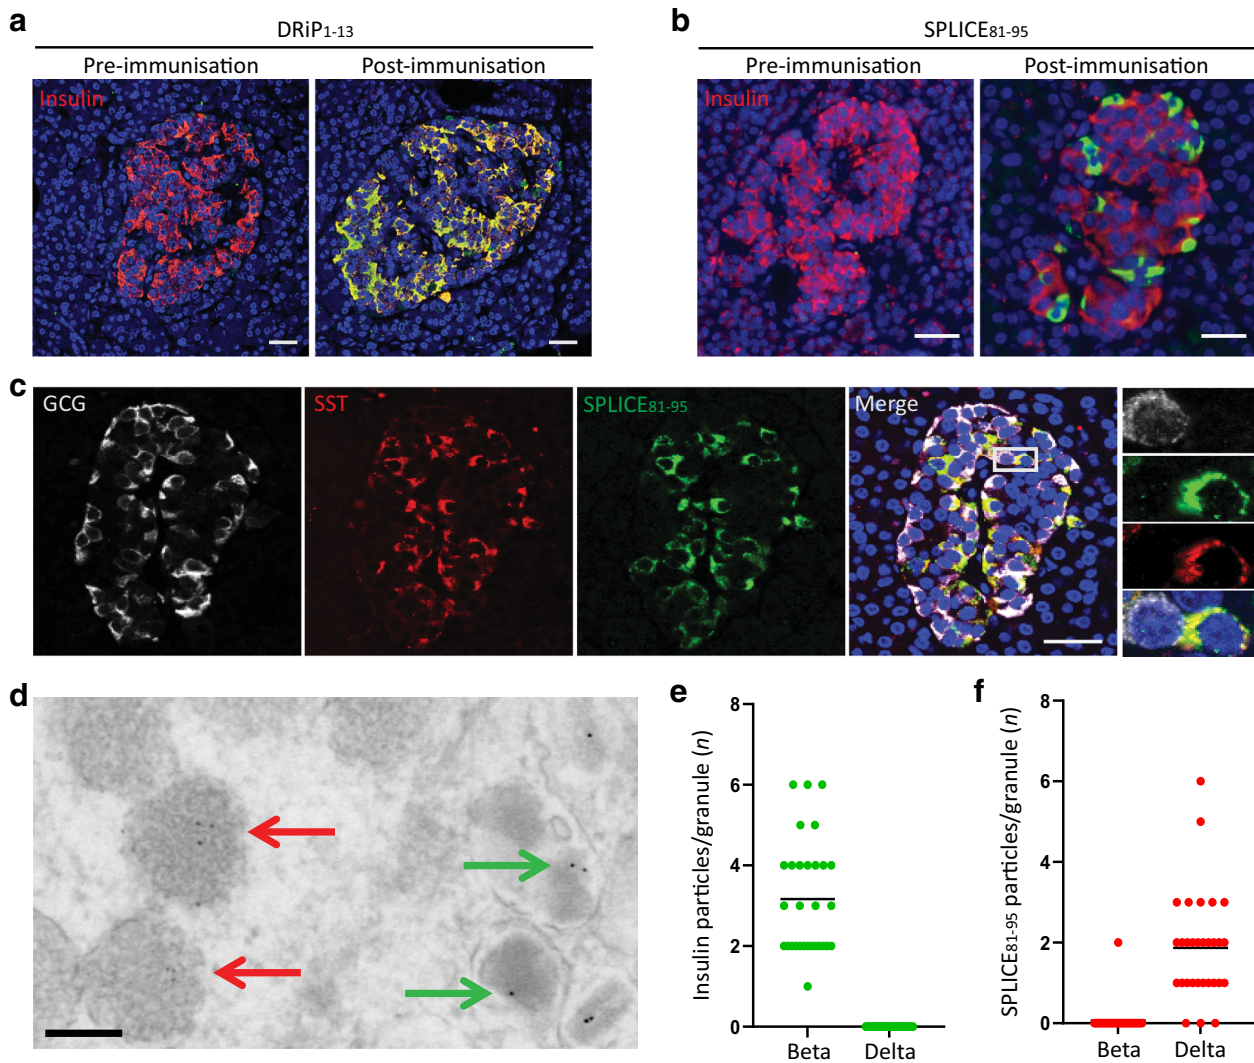 a
DRiP1-13
Pre-immunisation
Post-immunisation
Insulin
b
SPLICE81-95
Pre-immunisation
Post-immunisation
Insulin
c
GCG
SST
SPLICE81-95
Merge
d
e
Insulin particles/granule (n)
8
6
4
2
0
Beta
Delta
f
SPLICE81-95 particles/granule (n)
8
6
4
2
0
Beta
Delta